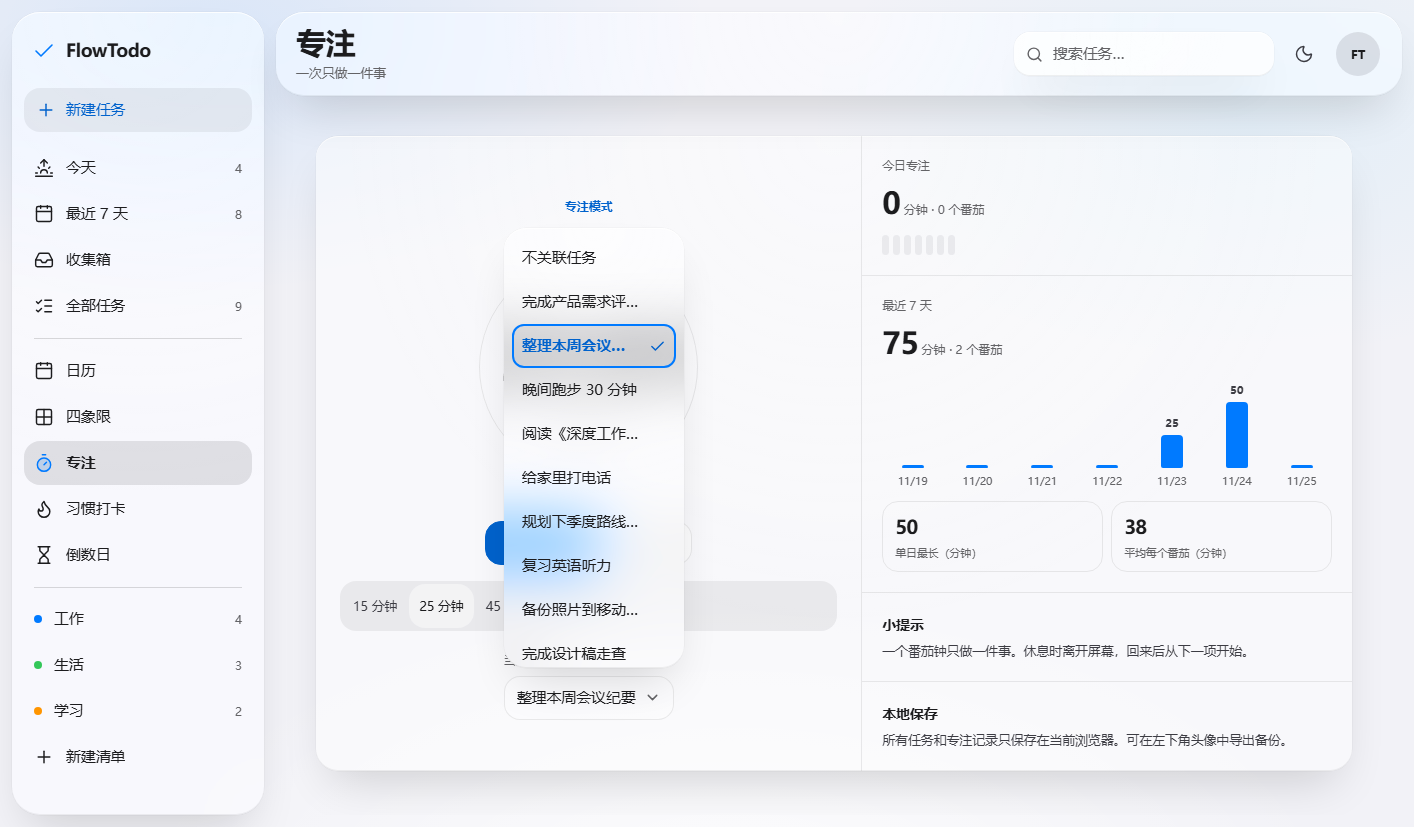 FlowTodo
新建任务
今天 4
最近 7 天 8
收集箱
全部任务 9
日历
四象限
专注
习惯打卡
倒数日
工作 4
生活 3
学习 2
新建清单
专注
一次只做一件事
搜索任务...
FT
专注模式
不关联任务
完成产品需求评...
整理本周会议...
晚间跑步 30 分钟
阅读《深度工作...
给家里打电话
规划下季度路线...
复习英语听力
备份照片到移动...
完成设计稿走查
15 分钟
25 分钟
45
整理本周会议纪要
今日专注
0 分钟 · 0 个番茄
最近 7 天
75 分钟 · 2 个番茄
25
50
11/19
11/20
11/21
11/22
11/23
11/24
11/25
50
单日最长（分钟）
38
平均每个番茄（分钟）
小提示
一个番茄钟只做一件事。休息时离开屏幕，回来后从下一项开始。
本地保存
所有任务和专注记录只保存在当前浏览器。可在左下角头像中导出备份。